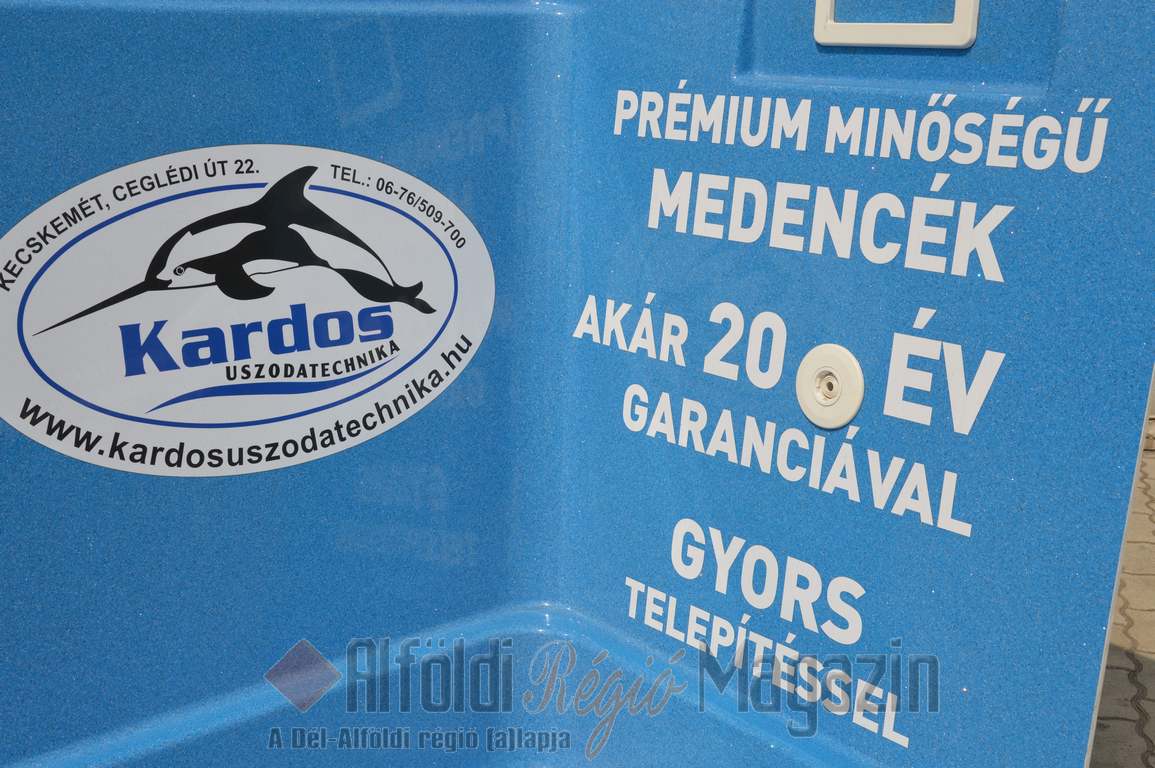 KECSKEMÉT, CEGLÉDI ÚT 22.
TEL.: 06-76/509-700
Kardos
USZODATECHNIKA
www.kardosuszodatechnika.hu
PRÉMIUM MINŐSÉGŰ
MEDENCÉK
AKÁR 20 ÉV
GARANCIÁVAL
GYORS
TELEPÍTÉSSEL
Alföldi Régió Magazin
A Dél-Alföldi régió (a)lapja